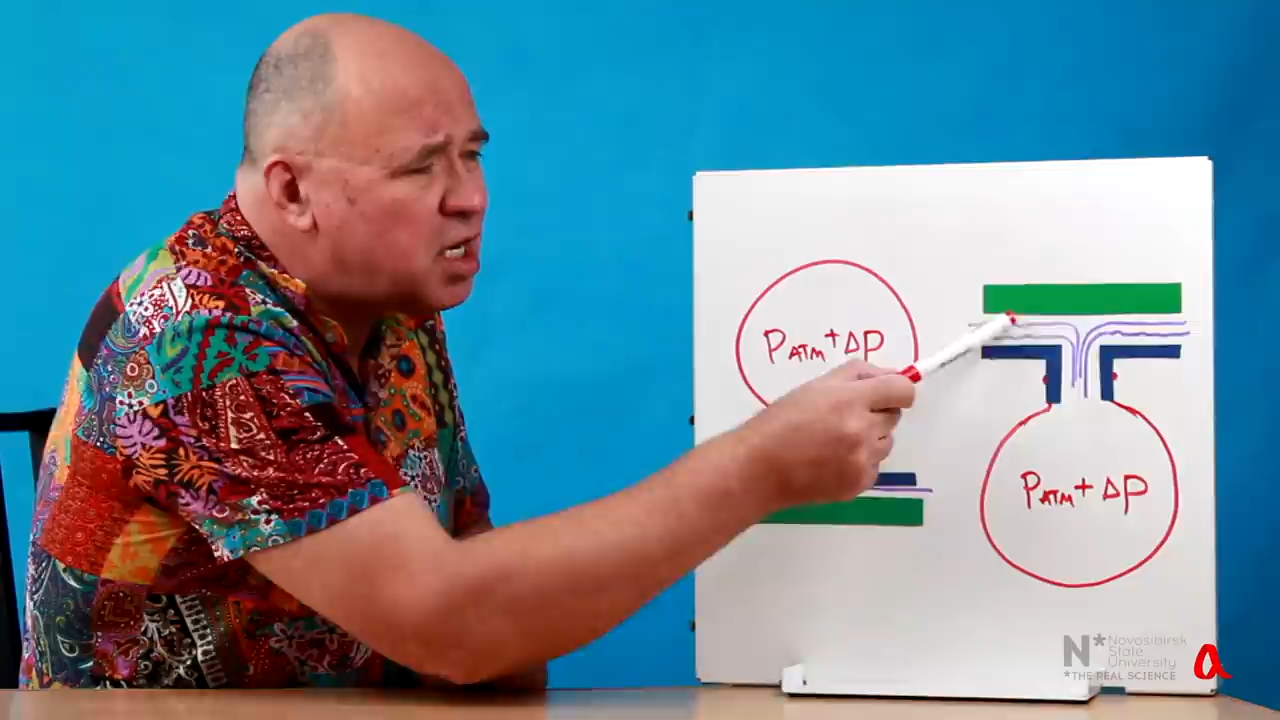 PATM + ΔP
PATM + ΔP
N* Novosibirsk
State
University
*THE REAL SCIENCE